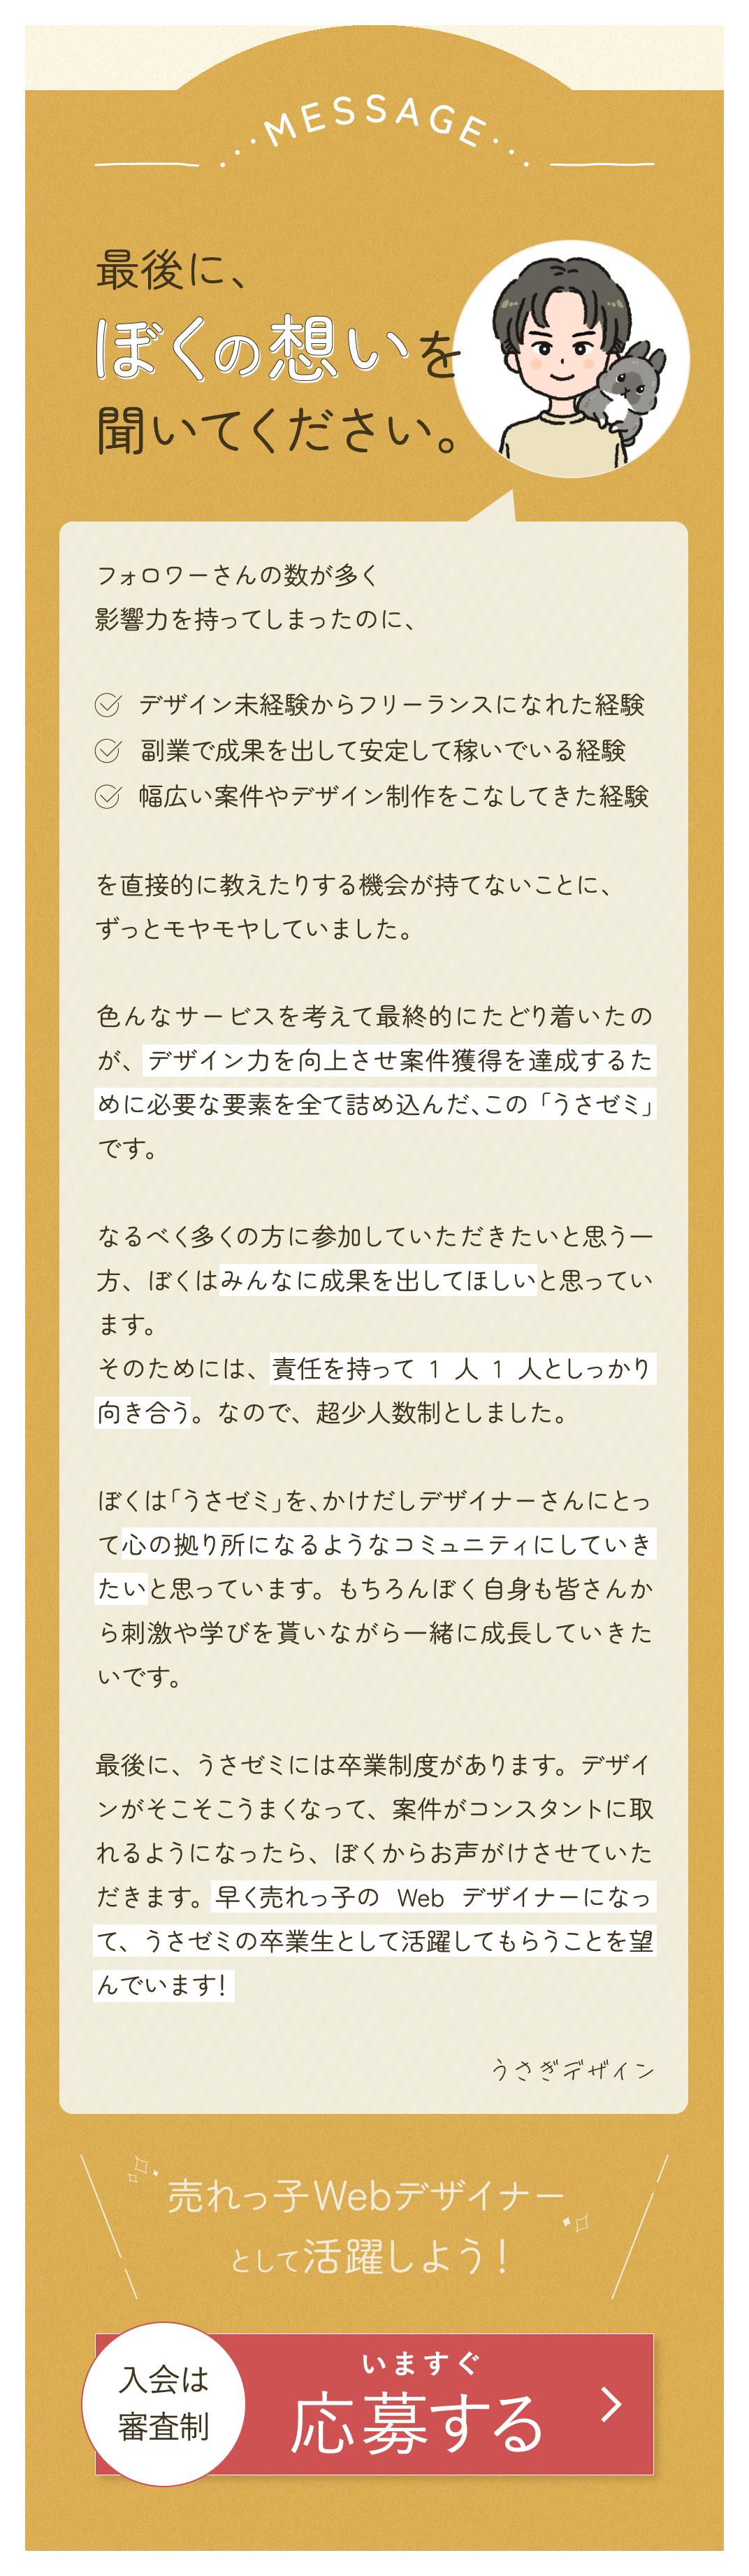 MESSAGE
最後に、
ぼくの想いを
聞いてください。
フォロワーさんの数が多く
影響力を持ってしまったのに、
デザイン未経験からフリーランスになれた経験
副業で成果を出して安定して稼いでいる経験
幅広い案件やデザイン制作をこなしてきた経験
を直接的に教えたりする機会が持てないことに、
ずっとモヤモヤしていました。
色んなサービスを考えて最終的にたどり着いたの
が、デザイン力を向上させ案件獲得を達成するた
めに必要な要素を全て詰め込んだ、この「うさゼミ」
です。
なるべく多くの方に参加していただきたいと思う一
方、ぼくはみんなに成果を出してほしいと思ってい
ます。
そのためには、責任を持って 1 人 1 人としっかり
向き合う。なので、超少人数制としました。
ぼくは「うさゼミ」を、かけだしデザイナーさんにとっ
て心の拠り所になるようなコミュニティにしていき
たいと思っています。もちろんぼく自身も皆さんか
ら刺激や学びを貰いながら一緒に成長していきた
いです。
最後に、うさゼミには卒業制度があります。デザイ
ンがそこそこうまくなって、案件がコンスタントに取
れるようになったら、ぼくからお声がけさせていた
だきます。早く売れっ子の Web デザイナーになっ
て、うさゼミの卒業生として活躍してもらうことを望
んでいます!
うさぎデザイン
売れっ子Webデザイナー
として活躍しよう!
入会は
審査制
いますぐ
応募する